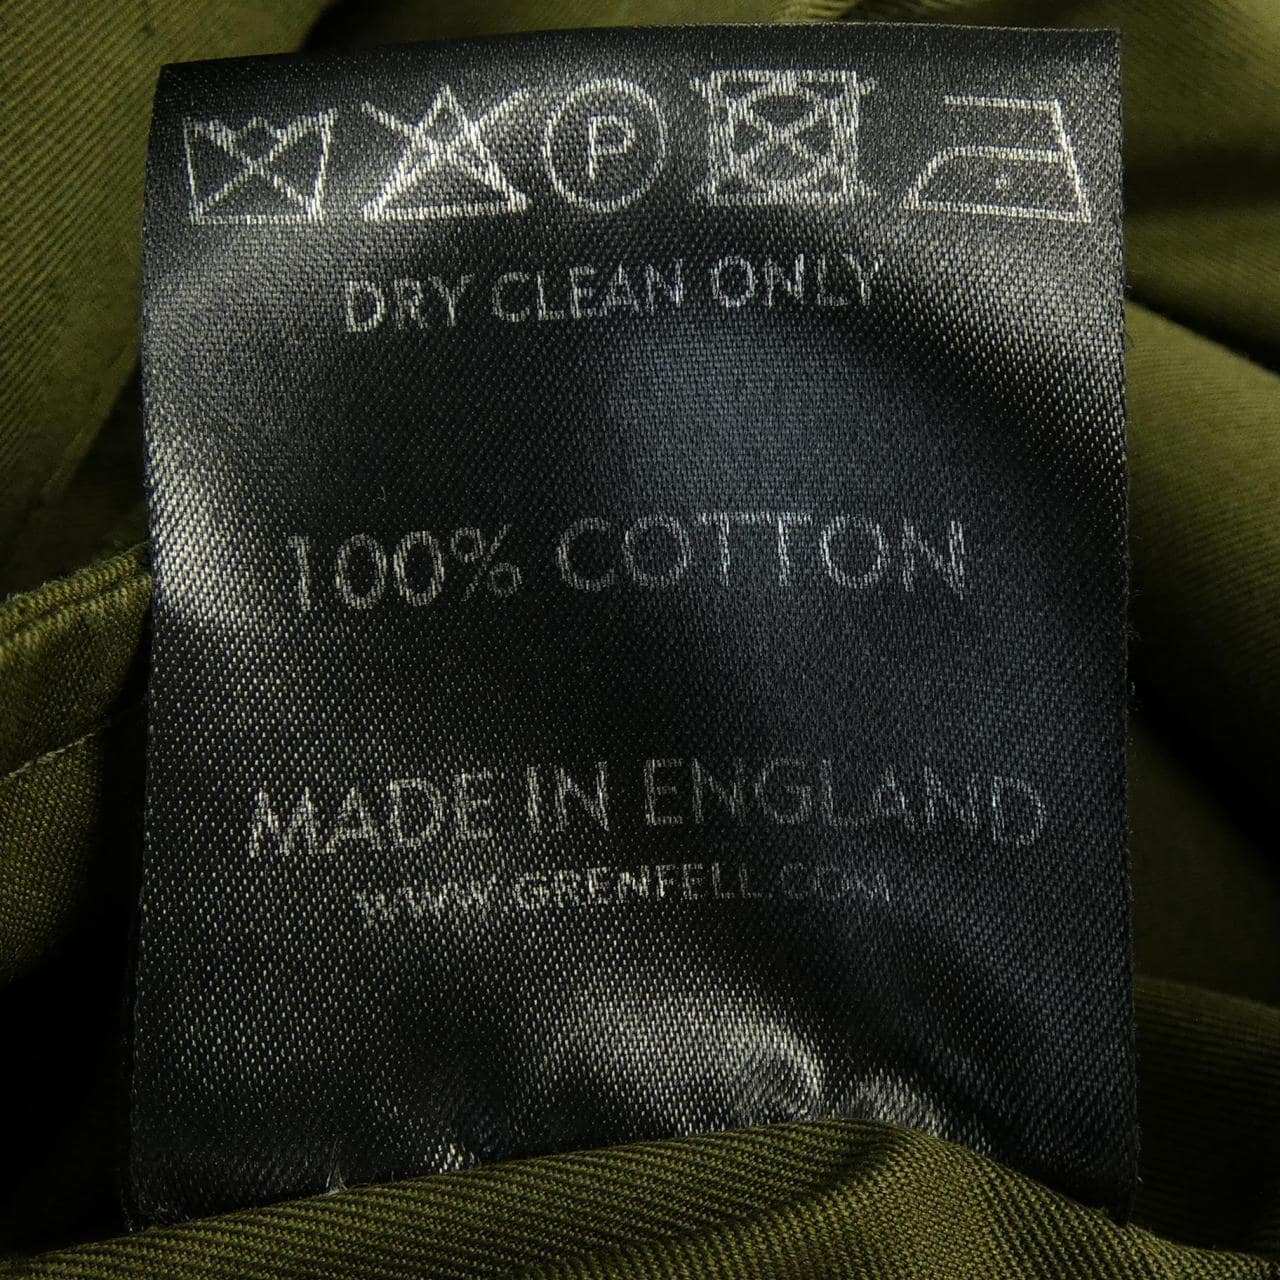 P
DRY CLEAN ONLY
100% COTTON
MADE IN ENGLAND
WWW.GRENFELL.COM